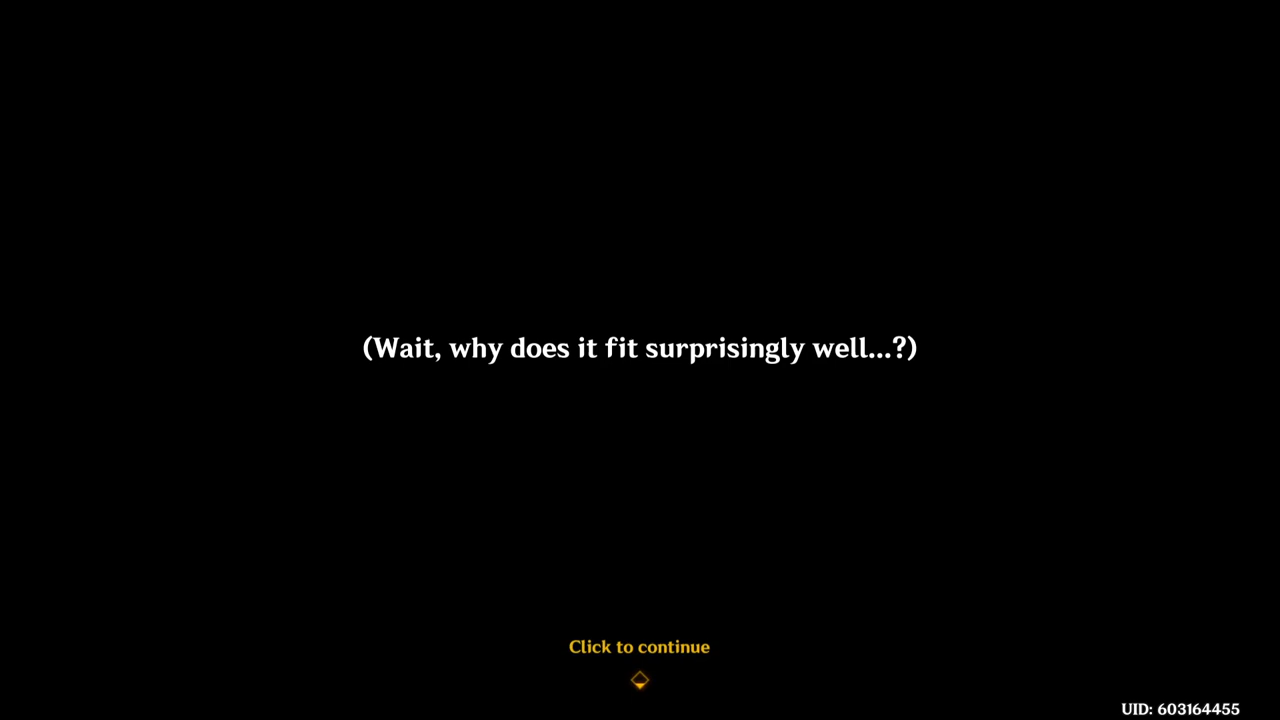 (Wait, why does it fit surprisingly well...?)
Click to continue
UID: 603164455